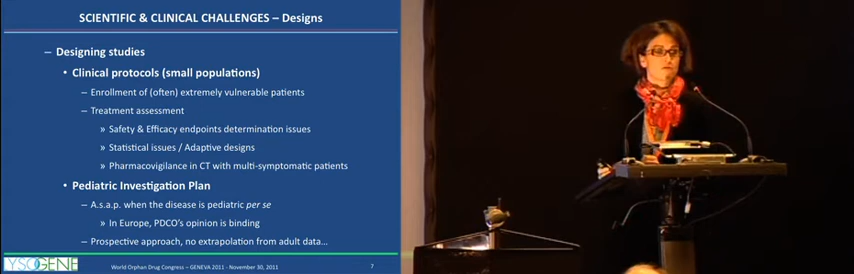 SCIENTIFIC & CLINICAL CHALLENGES – Designs
– Designing studies
• Clinical protocols (small populations)
– Enrollment of (often) extremely vulnerable patients
– Treatment assessment
» Safety & Efficacy endpoints determination issues
» Statistical issues / Adaptive designs
» Pharmacovigilance in CT with multi-symptomatic patients
• Pediatric Investigation Plan
– A.s.a.p. when the disease is pediatric per se
» In Europe, PDCO's opinion is binding
– Prospective approach, no extrapolation from adult data...
LYSOGENE
World Orphan Drug Congress – GENEVA 2011 - November 30, 2011
7